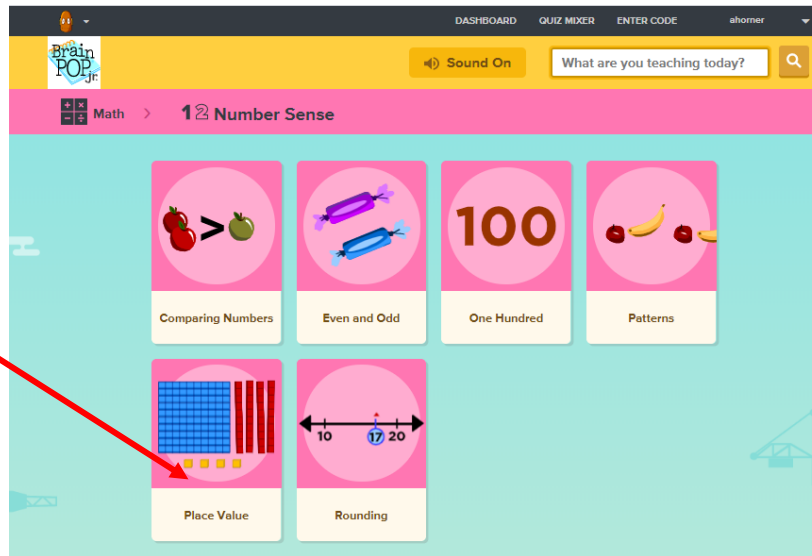 DASHBOARD QUIZ MIXER ENTER CODE ahorner
Brain
POP jr.
Sound On
What are you teaching today?
+ × - ÷ Math > 12 Number Sense
>
100
Comparing Numbers
Even and Odd
One Hundred
Patterns
10 17 20
Place Value
Rounding